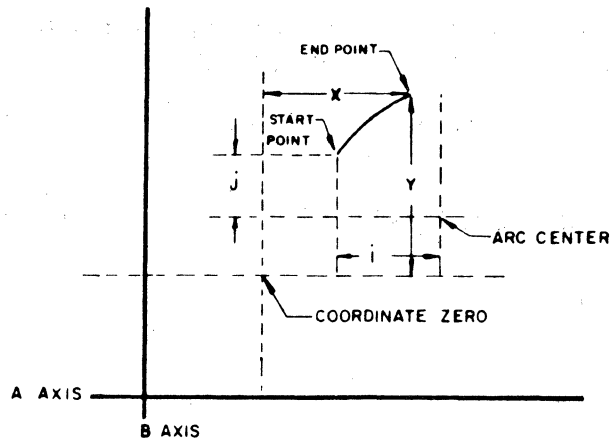 END POINT
X
START
POINT
j
Y
ARC CENTER
i
COORDINATE ZERO
A AXIS
B AXIS